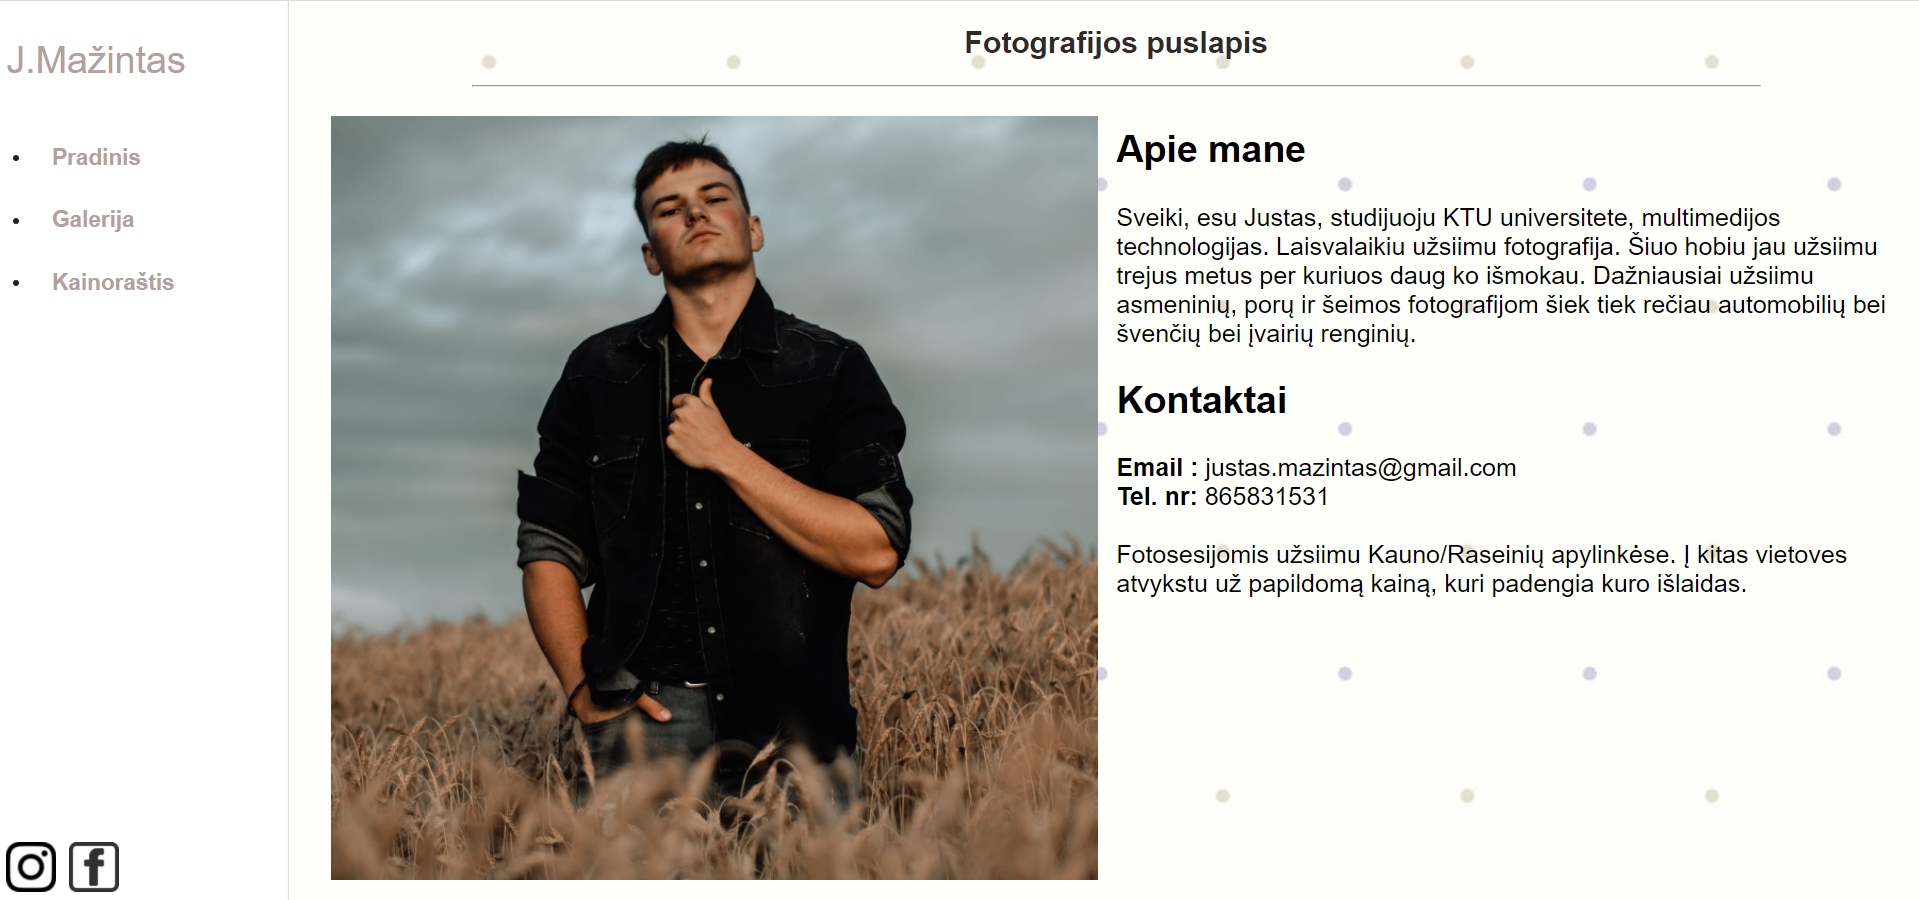 J.Mažintas
Pradinis
Galerija
Kainoraštis
Fotografijos puslapis
Apie mane
Sveiki, esu Justas, studijuoju KTU universitete, multimedijos
technologijas. Laisvalaikiu užsiimu fotografija. Šiuo hobiu jau užsiimu
trejus metus per kuriuos daug ko išmokau. Dažniausiai užsiimu
asmeninių, porų ir šeimos fotografijom šiek tiek rečiau automobilių bei
švenčių bei įvairių renginių.
Kontaktai
Email : justas.mazintas@gmail.com
Tel. nr: 865831531
Fotosesijomis užsiimu Kauno/Raseinių apylinkėse. Į kitas vietoves
atvykstu už papildomą kainą, kuri padengia kuro išlaidas.